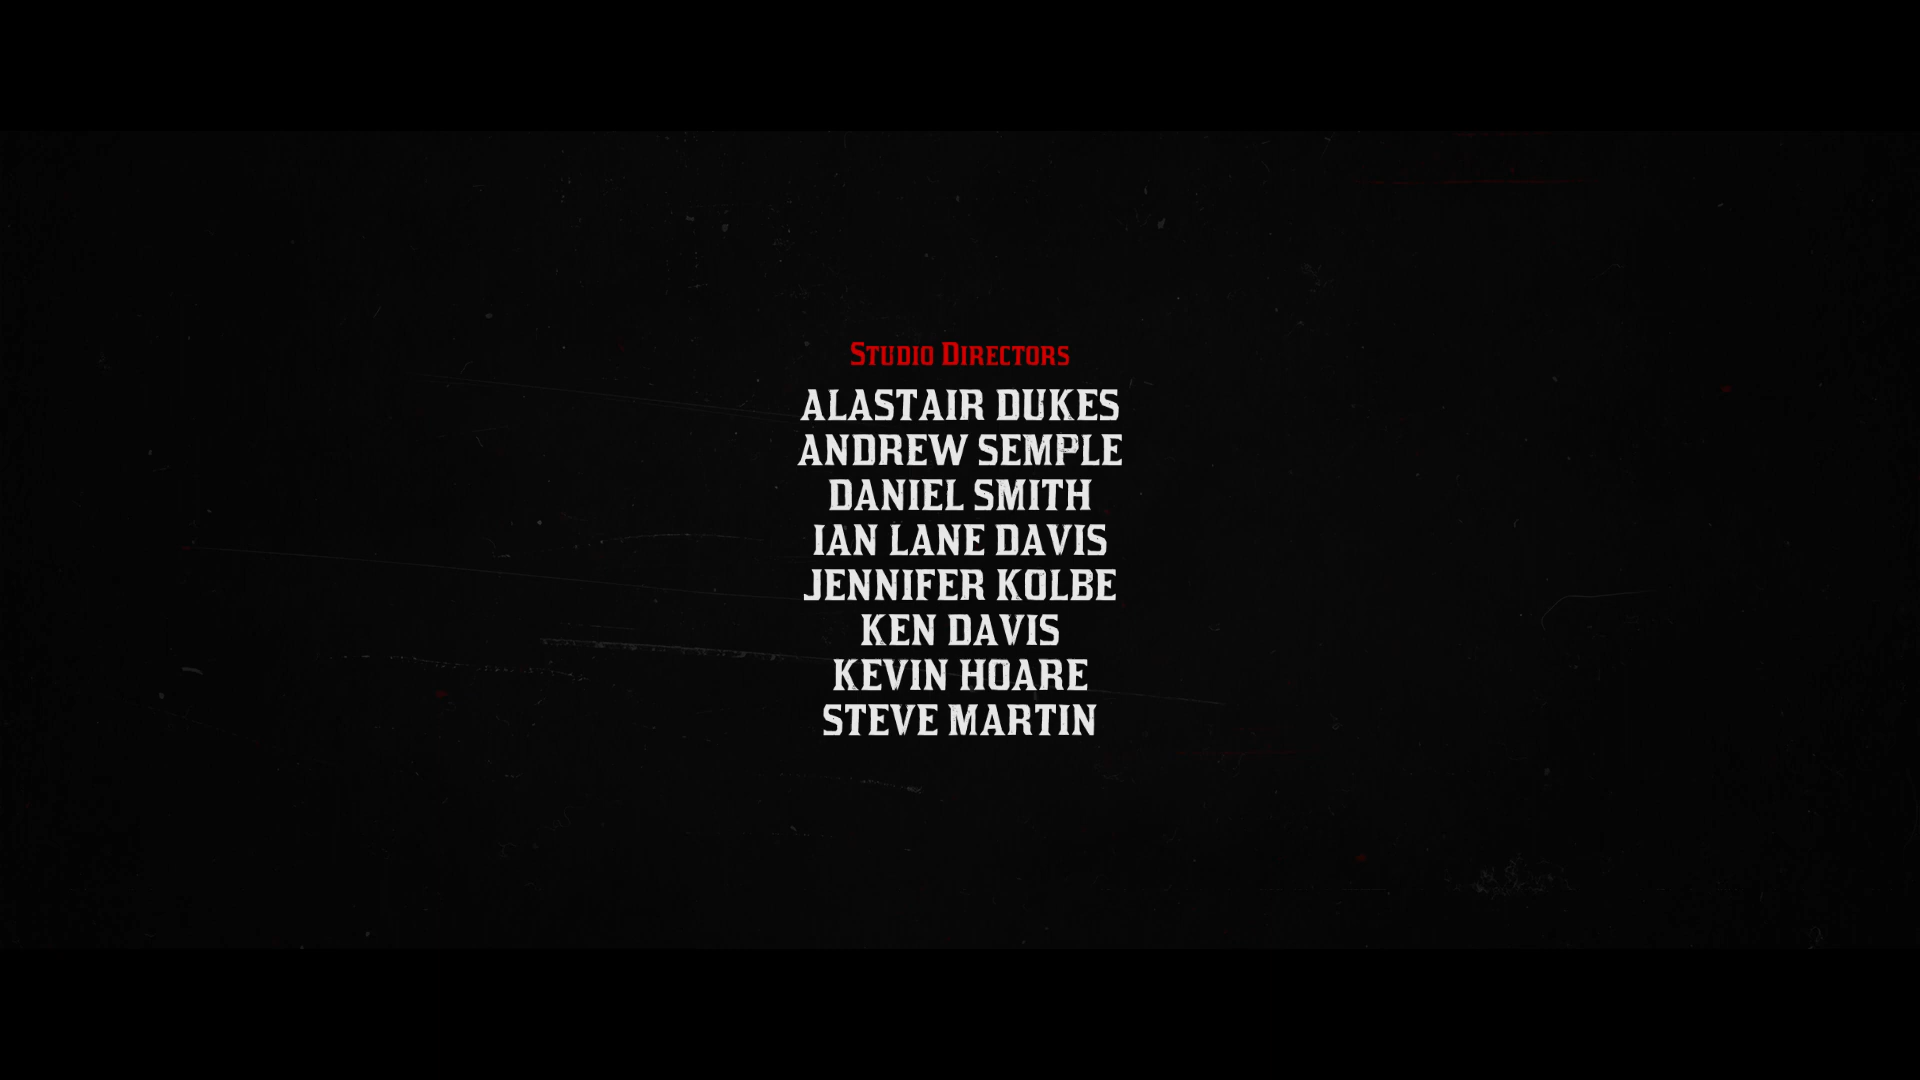 Studio Directors
ALASTAIR DUKES
ANDREW SEMPLE
DANIEL SMITH
IAN LANE DAVIS
JENNIFER KOLBE
KEN DAVIS
KEVIN HOARE
STEVE MARTIN